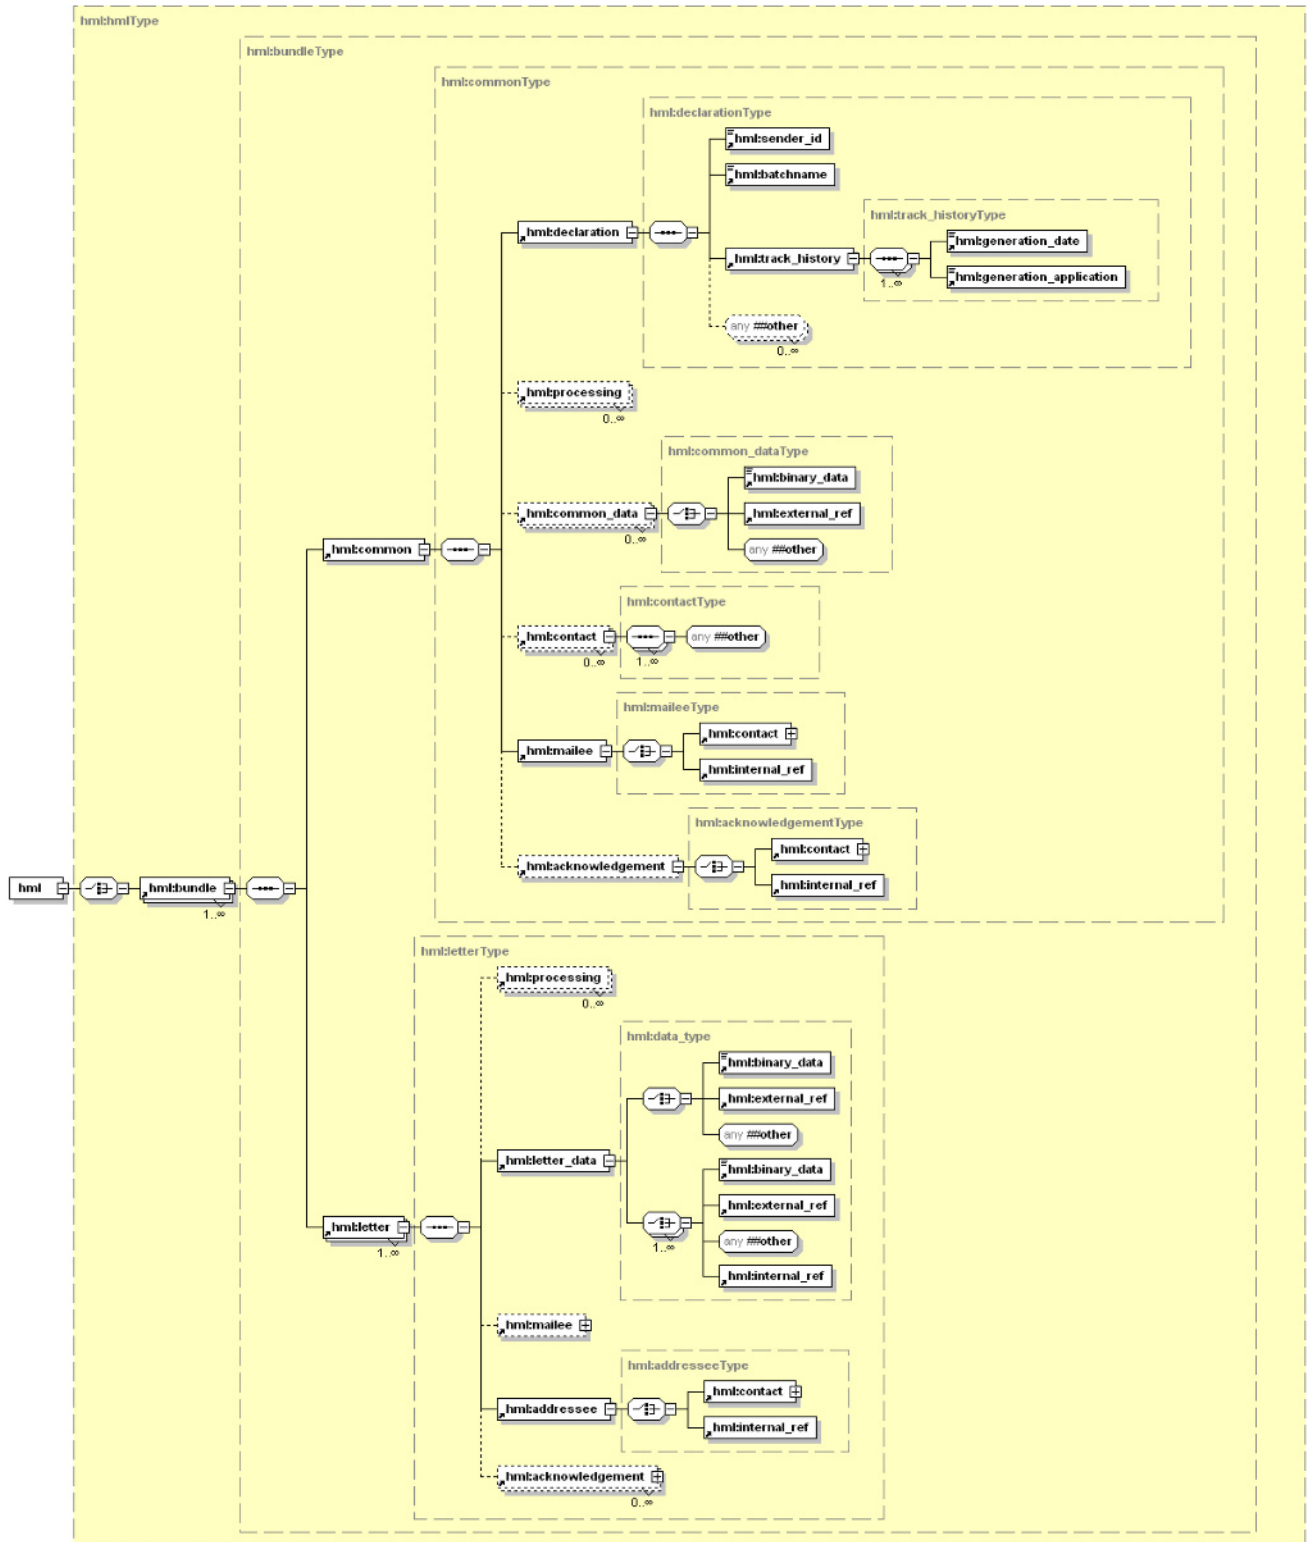 hml:hmlType
hml:bundleType
hml:commonType
hml:declarationType
hml:sender_id
hml:batchname
hml:track_historyType
hml:declaration
hml:generation_date
hml:track_history
hml:generation_application
1..∞
any ##other
0..∞
hml:processing
0..∞
hml:common_dataType
hml:binary_data
hml:common_data
hml:external_ref
0..∞
hml:common
any ##other
hml:contactType
hml:contact
any ##other
0..∞
1..∞
hml:maileeType
hml:contact
hml:mailee
hml:internal_ref
hml:acknowledgementType
hml:contact
hml:acknowledgement
hml:internal_ref
hml
hml:bundle
1..∞
hml:letterType
hml:processing
0..∞
hml:data_type
hml:binary_data
hml:external_ref
any ##other
hml:letter_data
hml:binary_data
hml:external_ref
hml:letter
any ##other
1..∞
1..∞
hml:internal_ref
hml:mailee
hml:addresseeType
hml:contact
hml:addressee
hml:internal_ref
hml:acknowledgement
0..∞